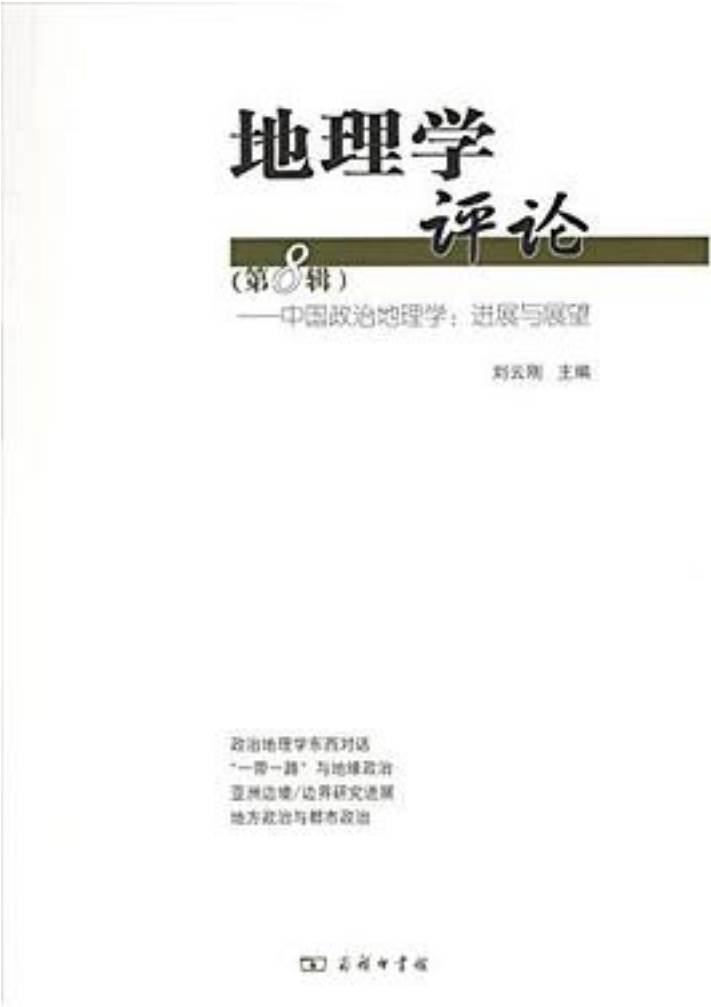 地理学
评论
（第8辑）
——中国政治地理学：进展与展望
刘云刚 主编
政治地理学东西对话
“一带一路”与地缘政治
亚洲边境/边界研究进展
地方政治与都市政治
商务印书馆